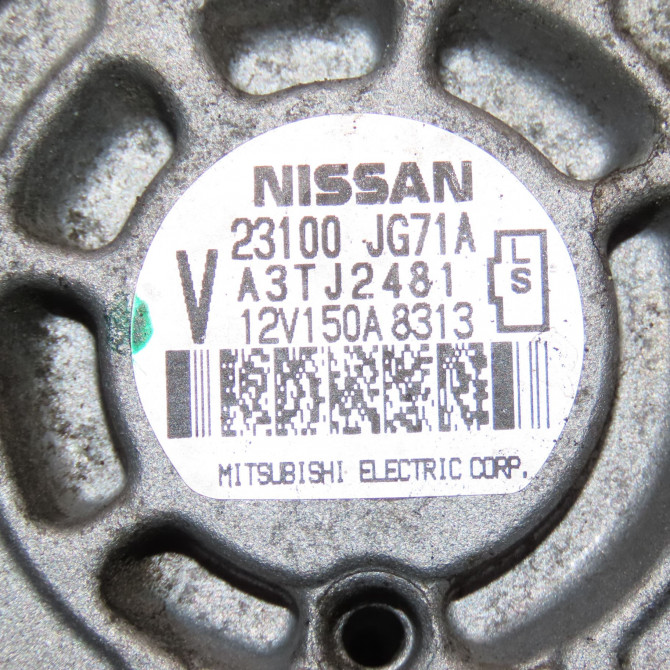 NISSAN
23100 JG71A
V
A3TJ2481
L
S
12V150A 8313
MITSUBISHI ELECTRIC CORP.